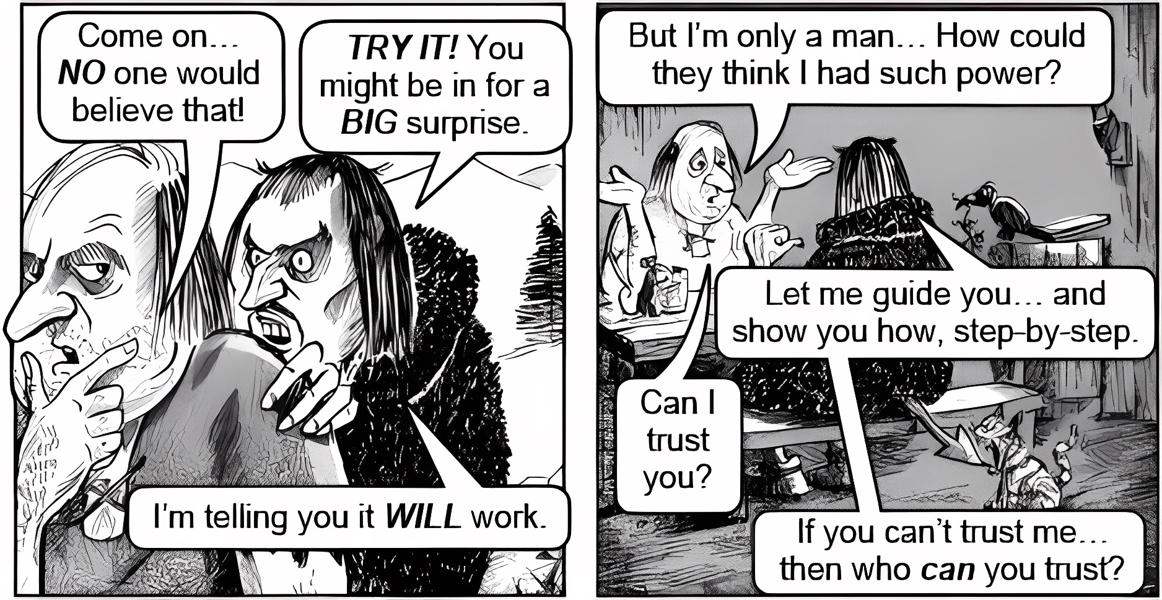 Come on...
NO one would
believe that!
TRY IT! You
might be in for a
BIG surprise.
I'm telling you it WILL work.
But I'm only a man... How could
they think I had such power?
Let me guide you... and
show you how, step-by-step.
Can I
trust
you?
If you can't trust me...
then who can you trust?